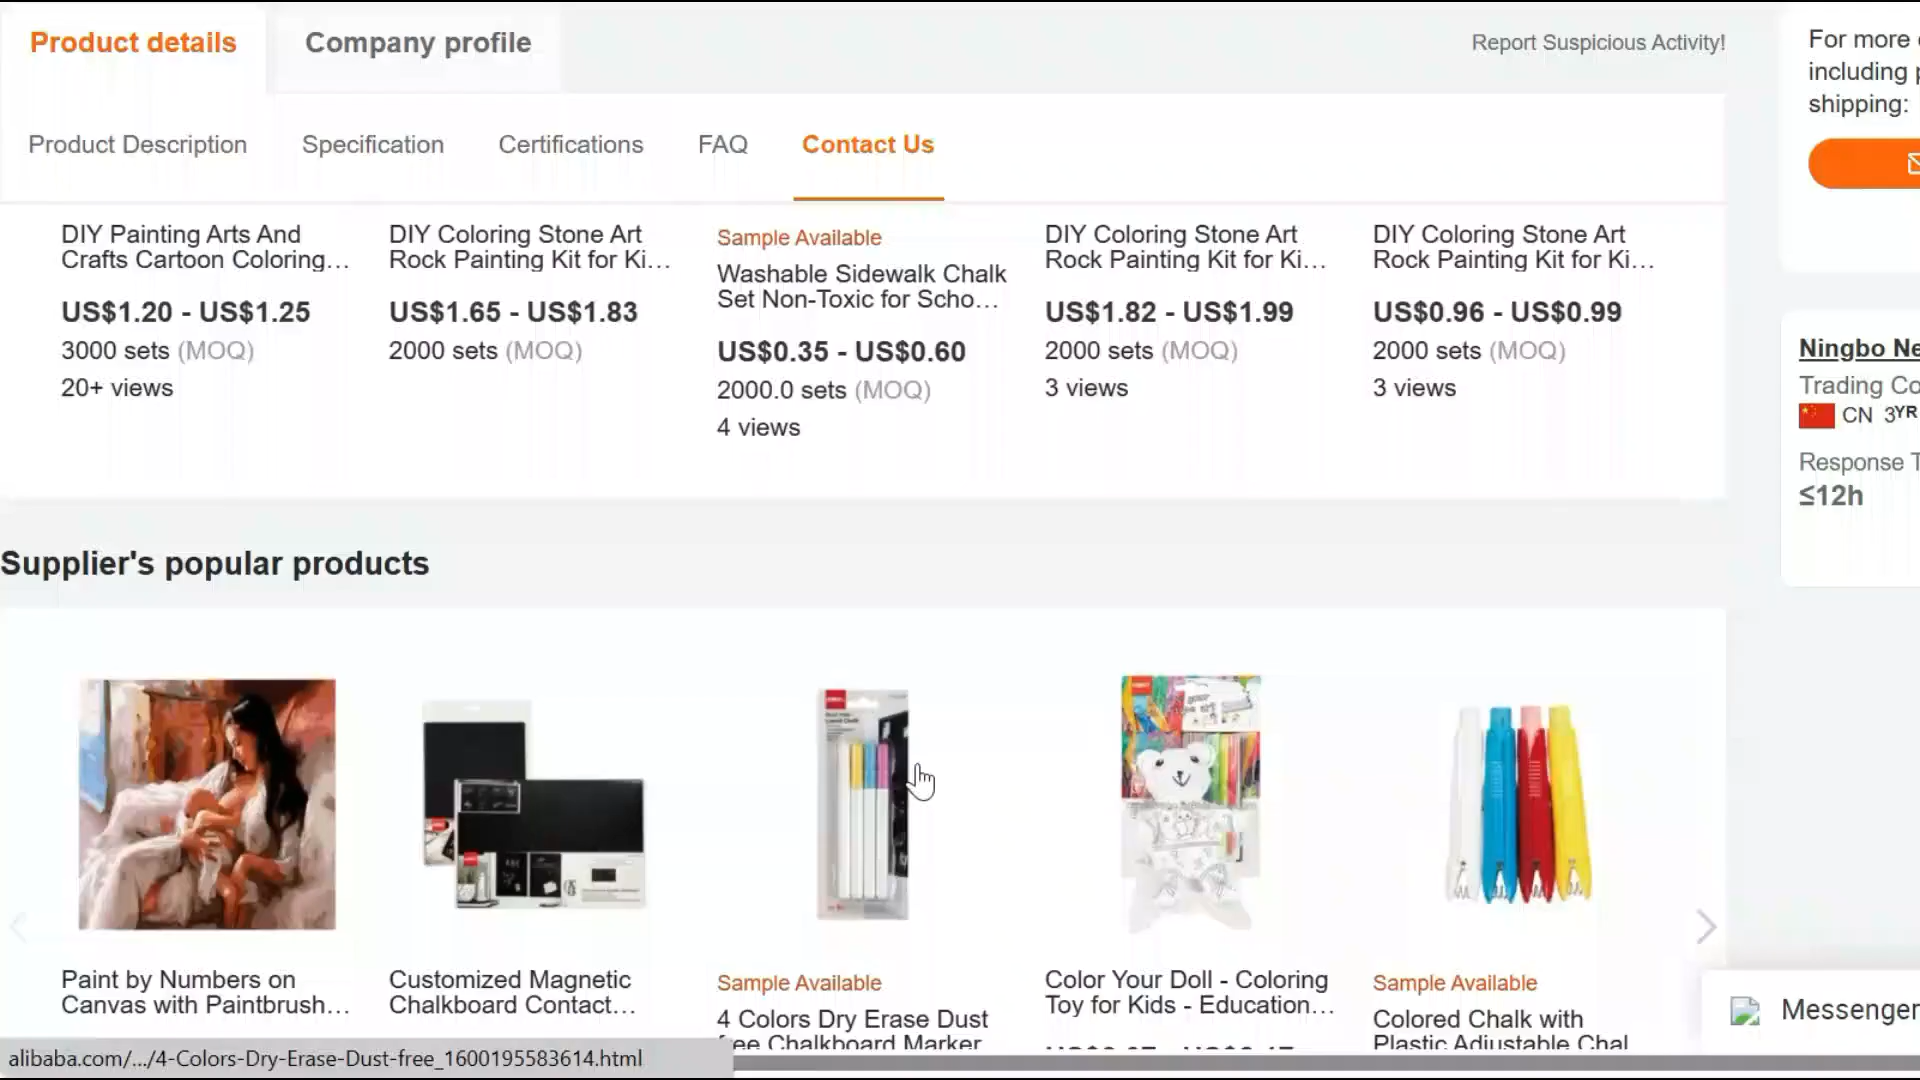 Product details
Company profile
Report Suspicious Activity!
For more
including
shipping:
Product Description
Specification
Certifications
FAQ
Contact Us
DIY Painting Arts And
Crafts Cartoon Coloring...
US$1.20 - US$1.25
3000 sets (MOQ)
20+ views
DIY Coloring Stone Art
Rock Painting Kit for Ki...
US$1.65 - US$1.83
2000 sets (MOQ)
Sample Available
Washable Sidewalk Chalk
Set Non-Toxic for Scho...
US$0.35 - US$0.60
2000.0 sets (MOQ)
4 views
DIY Coloring Stone Art
Rock Painting Kit for Ki...
US$1.82 - US$1.99
2000 sets (MOQ)
3 views
DIY Coloring Stone Art
Rock Painting Kit for Ki...
US$0.96 - US$0.99
2000 sets (MOQ)
3 views
Ningbo Ne
Trading Co
CN 3YR
Response T
≤12h
Supplier's popular products
Paint by Numbers on
Canvas with Paintbrush...
Customized Magnetic
Chalkboard Contact...
Sample Available
4 Colors Dry Erase Dust
free Chalkboard Marker
Color Your Doll - Coloring
Toy for Kids - Education...
Sample Available
Colored Chalk with
Plastic Adjustable Chal
Messenger
alibaba.com/.../4-Colors-Dry-Erase-Dust-free_1600195583614.html